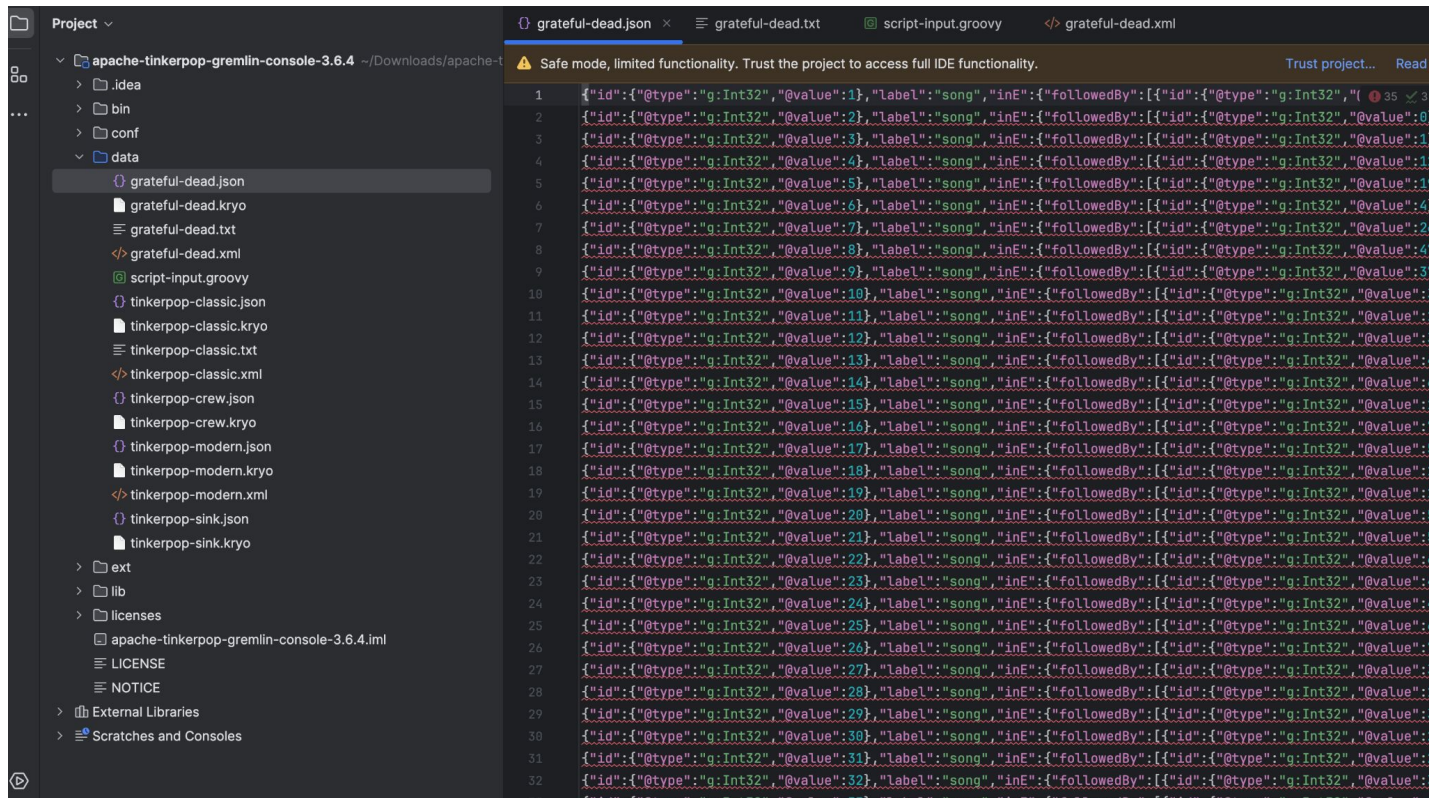 Project
apache-tinkerpop-gremlin-console-3.6.4 ~/Downloads/apache-t
.idea
bin
conf
data
grateful-dead.json
grateful-dead.kryo
grateful-dead.txt
grateful-dead.xml
script-input.groovy
tinkerpop-classic.json
tinkerpop-classic.kryo
tinkerpop-classic.txt
tinkerpop-classic.xml
tinkerpop-crew.json
tinkerpop-crew.kryo
tinkerpop-modern.json
tinkerpop-modern.kryo
tinkerpop-modern.xml
tinkerpop-sink.json
tinkerpop-sink.kryo
ext
lib
licenses
apache-tinkerpop-gremlin-console-3.6.4.iml
LICENSE
NOTICE
External Libraries
Scratches and Consoles
grateful-dead.json × grateful-dead.txt script-input.groovy grateful-dead.xml
Safe mode, limited functionality. Trust the project to access full IDE functionality. Trust project... Read
1 {"id":{"@type":"g:Int32","@value":1},"label":"song","inE":{"followedBy":[{"id":{"@type":"g:Int32","( 35 3
2 {"id":{"@type":"g:Int32","@value":2},"label":"song","inE":{"followedBy":[{"id":{"@type":"g:Int32","@value":0}
3 {"id":{"@type":"g:Int32","@value":3},"label":"song","inE":{"followedBy":[{"id":{"@type":"g:Int32","@value":1
4 {"id":{"@type":"g:Int32","@value":4},"label":"song","inE":{"followedBy":[{"id":{"@type":"g:Int32","@value":1
5 {"id":{"@type":"g:Int32","@value":5},"label":"song","inE":{"followedBy":[{"id":{"@type":"g:Int32","@value":1
6 {"id":{"@type":"g:Int32","@value":6},"label":"song","inE":{"followedBy":[{"id":{"@type":"g:Int32","@value":4
7 {"id":{"@type":"g:Int32","@value":7},"label":"song","inE":{"followedBy":[{"id":{"@type":"g:Int32","@value":2
8 {"id":{"@type":"g:Int32","@value":8},"label":"song","inE":{"followedBy":[{"id":{"@type":"g:Int32","@value":4
9 {"id":{"@type":"g:Int32","@value":9},"label":"song","inE":{"followedBy":[{"id":{"@type":"g:Int32","@value":3
10 {"id":{"@type":"g:Int32","@value":10},"label":"song","inE":{"followedBy":[{"id":{"@type":"g:Int32","@value":
11 {"id":{"@type":"g:Int32","@value":11},"label":"song","inE":{"followedBy":[{"id":{"@type":"g:Int32","@value":
12 {"id":{"@type":"g:Int32","@value":12},"label":"song","inE":{"followedBy":[{"id":{"@type":"g:Int32","@value":
13 {"id":{"@type":"g:Int32","@value":13},"label":"song","inE":{"followedBy":[{"id":{"@type":"g:Int32","@value":
14 {"id":{"@type":"g:Int32","@value":14},"label":"song","inE":{"followedBy":[{"id":{"@type":"g:Int32","@value":
15 {"id":{"@type":"g:Int32","@value":15},"label":"song","inE":{"followedBy":[{"id":{"@type":"g:Int32","@value":
16 {"id":{"@type":"g:Int32","@value":16},"label":"song","inE":{"followedBy":[{"id":{"@type":"g:Int32","@value":
17 {"id":{"@type":"g:Int32","@value":17},"label":"song","inE":{"followedBy":[{"id":{"@type":"g:Int32","@value":
18 {"id":{"@type":"g:Int32","@value":18},"label":"song","inE":{"followedBy":[{"id":{"@type":"g:Int32","@value":
19 {"id":{"@type":"g:Int32","@value":19},"label":"song","inE":{"followedBy":[{"id":{"@type":"g:Int32","@value":
20 {"id":{"@type":"g:Int32","@value":20},"label":"song","inE":{"followedBy":[{"id":{"@type":"g:Int32","@value":
21 {"id":{"@type":"g:Int32","@value":21},"label":"song","inE":{"followedBy":[{"id":{"@type":"g:Int32","@value":
22 {"id":{"@type":"g:Int32","@value":22},"label":"song","inE":{"followedBy":[{"id":{"@type":"g:Int32","@value":
23 {"id":{"@type":"g:Int32","@value":23},"label":"song","inE":{"followedBy":[{"id":{"@type":"g:Int32","@value":
24 {"id":{"@type":"g:Int32","@value":24},"label":"song","inE":{"followedBy":[{"id":{"@type":"g:Int32","@value":
25 {"id":{"@type":"g:Int32","@value":25},"label":"song","inE":{"followedBy":[{"id":{"@type":"g:Int32","@value":
26 {"id":{"@type":"g:Int32","@value":26},"label":"song","inE":{"followedBy":[{"id":{"@type":"g:Int32","@value":
27 {"id":{"@type":"g:Int32","@value":27},"label":"song","inE":{"followedBy":[{"id":{"@type":"g:Int32","@value":
28 {"id":{"@type":"g:Int32","@value":28},"label":"song","inE":{"followedBy":[{"id":{"@type":"g:Int32","@value":
29 {"id":{"@type":"g:Int32","@value":29},"label":"song","inE":{"followedBy":[{"id":{"@type":"g:Int32","@value":
30 {"id":{"@type":"g:Int32","@value":30},"label":"song","inE":{"followedBy":[{"id":{"@type":"g:Int32","@value":
31 {"id":{"@type":"g:Int32","@value":31},"label":"song","inE":{"followedBy":[{"id":{"@type":"g:Int32","@value":
32 {"id":{"@type":"g:Int32","@value":32},"label":"song","inE":{"followedBy":[{"id":{"@type":"g:Int32","@value":